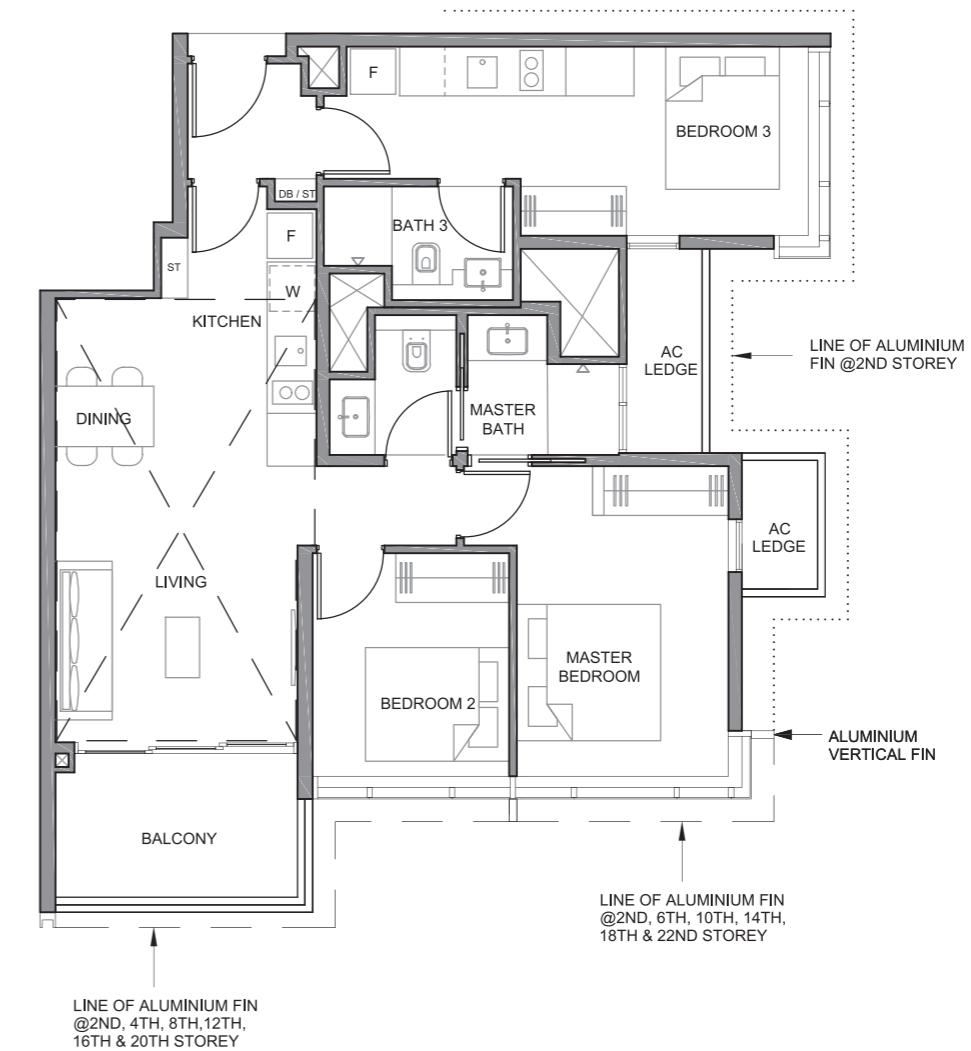 F
BEDROOM 3
DB / ST
BATH 3
F
ST
W
KITCHEN
LINE OF ALUMINIUM
FIN @2ND STOREY
AC
LEDGE
DINING
MASTER
BATH
AC
LEDGE
LIVING
MASTER
BEDROOM
BEDROOM 2
ALUMINIUM
VERTICAL FIN
BALCONY
LINE OF ALUMINIUM FIN
@2ND, 6TH, 10TH, 14TH,
18TH & 22ND STOREY
LINE OF ALUMINIUM FIN
@2ND, 4TH, 8TH,12TH,
16TH & 20TH STOREY